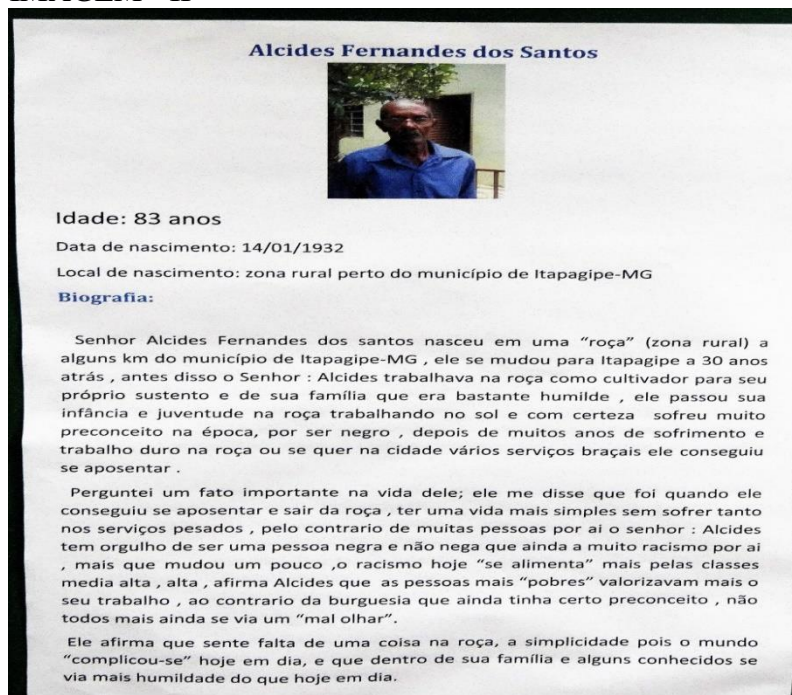 Alcides Fernandes dos Santos
Idade: 83 anos
Data de nascimento: 14/01/1932
Local de nascimento: zona rural perto do município de Itapagipe-MG
Biografia:
Senhor Alcides Fernandes dos santos nasceu em uma “roça” (zona rural) a
alguns km do município de Itapagipe-MG , ele se mudou para Itapagipe a 30 anos
atrás , antes disso o Senhor : Alcides trabalhava na roça como cultivador para seu
próprio sustento e de sua família que era bastante humilde , ele passou sua
infância e juventude na roça trabalhando no sol e com certeza sofreu muito
preconceito na época, por ser negro , depois de muitos anos de sofrimento e
trabalho duro na roça ou se quer na cidade vários serviços braçais ele conseguiu
se aposentar .
Perguntei um fato importante na vida dele; ele me disse que foi quando ele
conseguiu se aposentar e sair da roça , ter uma vida mais simples sem sofrer tanto
nos serviços pesados , pelo contrario de muitas pessoas por ai o senhor : Alcides
tem orgulho de ser uma pessoa negra e não nega que ainda a muito racismo por ai
, mais que mudou um pouco ,o racismo hoje “se alimenta” mais pelas classes
media alta , alta , afirma Alcides que as pessoas mais “pobres” valorizavam mais o
seu trabalho , ao contrario da burguesia que ainda tinha certo preconceito , não
todos mais ainda se via um “mal olhar”.
Ele afirma que sente falta de uma coisa na roça, a simplicidade pois o mundo
“complicou-se” hoje em dia, e que dentro de sua família e alguns conhecidos se
via mais humildade do que hoje em dia.